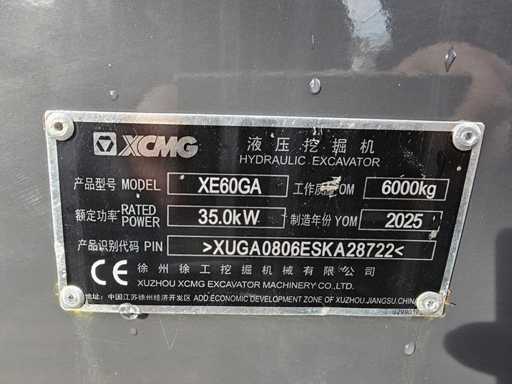 XCMG 液压挖掘机
HYDRAULIC EXCAVATOR
产品型号 MODEL XE60GA 工作质量 OM 6000kg
额定功率 RATED POWER 35.0kW 制造年份 YOM 2025
产品识别代码 PIN >XUGA0806ESKA28722<
CE 徐州徐工挖掘机械有限公司
XUZHOU XCMG EXCAVATOR MACHINERY CO.,LTD.
地址: 中国江苏徐州经济开发区 ADD:ECONOMIC DEVELOPMENT ZONE OF XUZHOU.JIANGSU.CHINA